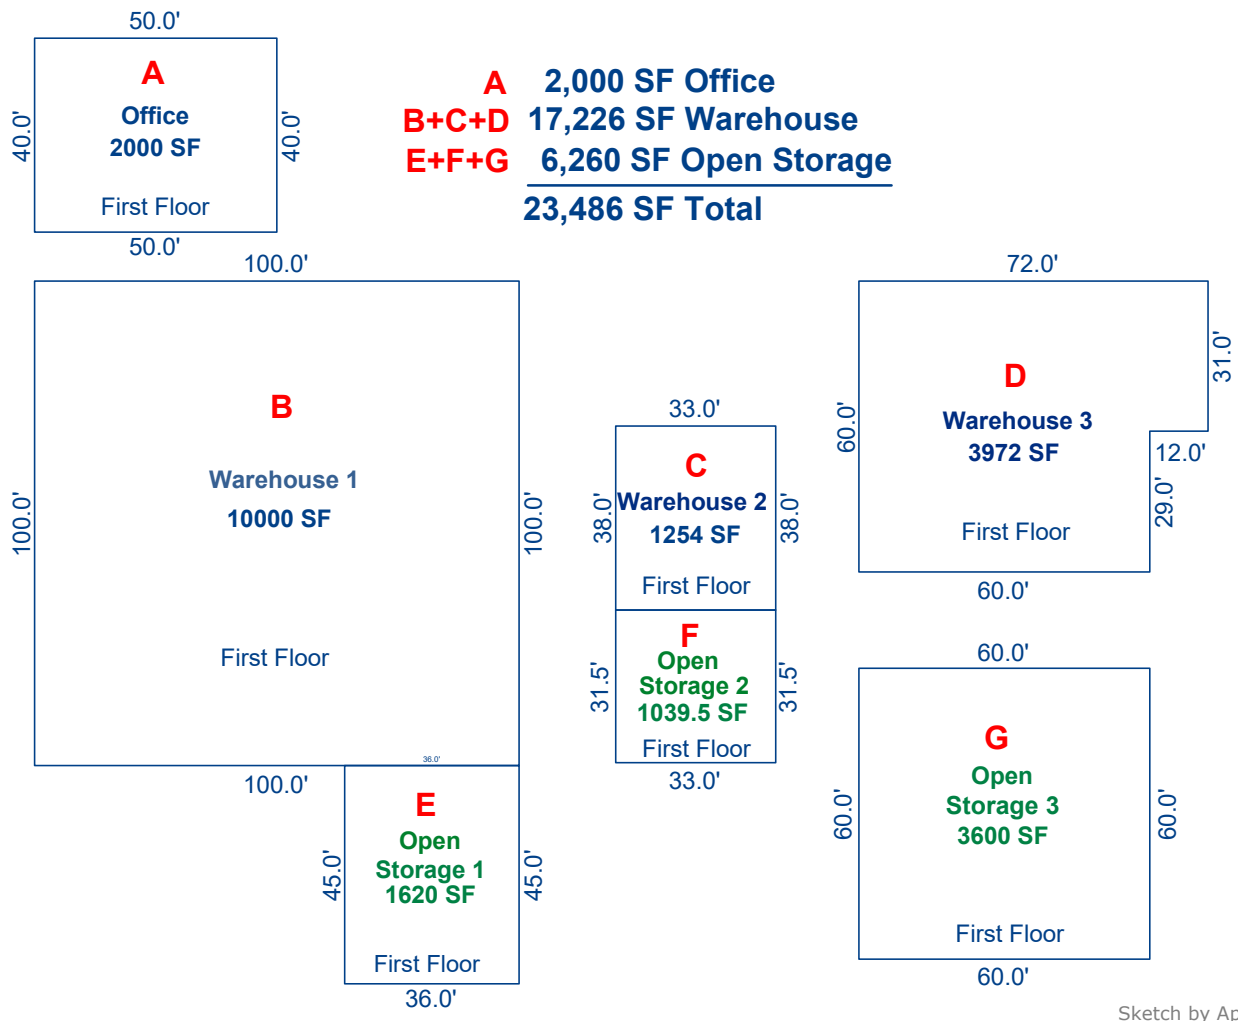 50.0'
A
Office
2000 SF
40.0'
40.0'
First Floor
50.0'
A 2,000 SF Office
B+C+D 17,226 SF Warehouse
E+F+G 6,260 SF Open Storage
23,486 SF Total
100.0'
B
Warehouse 1
10000 SF
100.0'
100.0'
First Floor
100.0'
36.0'
E
Open
Storage 1
1620 SF
45.0'
45.0'
First Floor
36.0'
33.0'
C
Warehouse 2
1254 SF
38.0'
38.0'
First Floor
F
Open
Storage 2
1039.5 SF
31.5'
31.5'
First Floor
33.0'
72.0'
31.0'
D
Warehouse 3
3972 SF
60.0'
12.0'
29.0'
First Floor
60.0'
60.0'
G
Open
Storage 3
3600 SF
60.0'
60.0'
First Floor
60.0'
Sketch by Ap